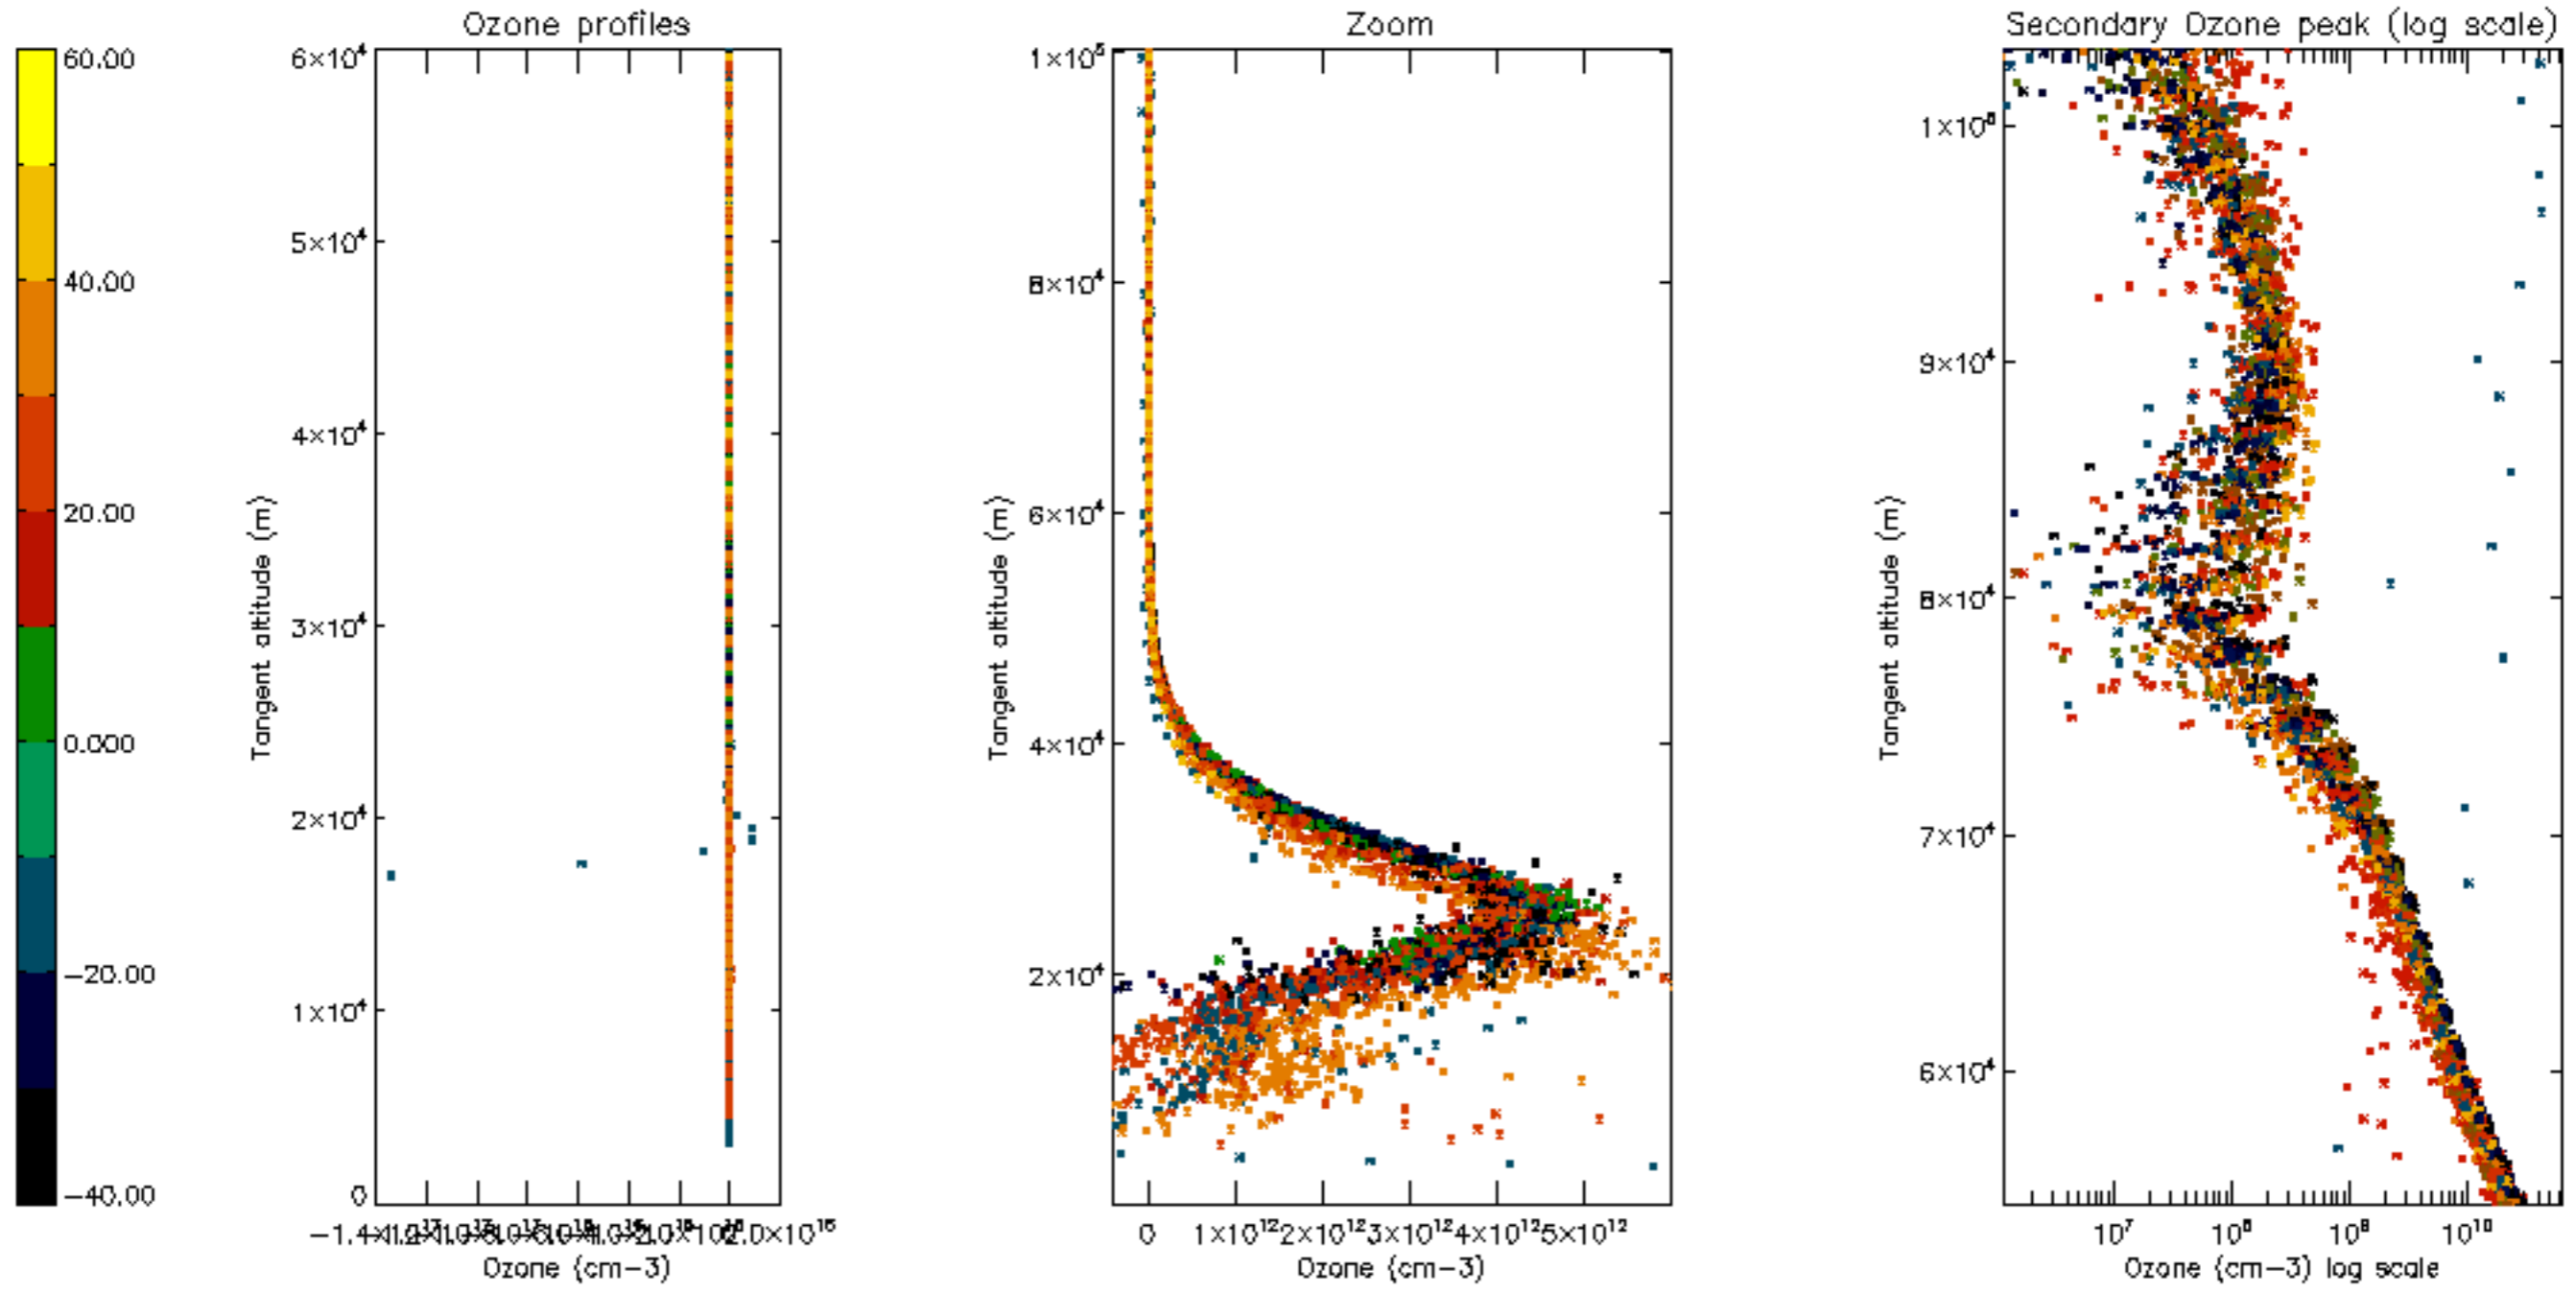 Ozone profiles
Zoom
Secondary Ozone peak (log scale)
60.00
40.00
20.00
0.000
−20.00
−40.00
6×10⁴
5×10⁴
4×10⁴
3×10⁴
2×10⁴
1×10⁴
0
Tangent altitude (m)
2.0×10¹⁶
Ozone (cm−3)
1×10⁵
8×10⁴
6×10⁴
4×10⁴
2×10⁴
Tangent altitude (m)
0 1×10¹² 2×10¹² 3×10¹² 4×10¹² 5×10¹²
Ozone (cm−3)
1×10⁵
9×10⁴
8×10⁴
7×10⁴
6×10⁴
Tangent altitude (m)
10⁷ 10⁸ 10⁹ 10¹⁰
Ozone (cm−3) log scale